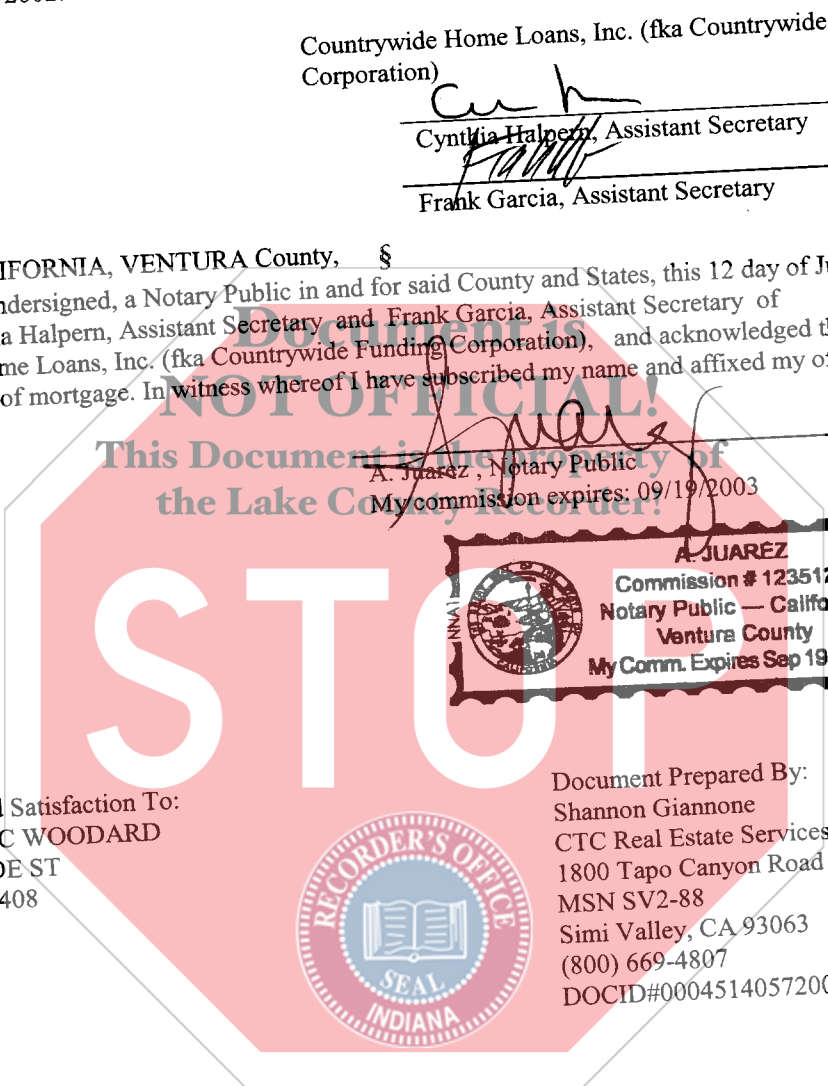 Countrywide Home Loans, Inc. (fka Countrywide
Corporation)
Cynthia Halpern, Assistant Secretary
Frank Garcia, Assistant Secretary
IFORNIA, VENTURA County, §
ndersigned, a Notary Public in and for said County and States, this 12 day of Ju
a Halpern, Assistant Secretary and Frank Garcia, Assistant Secretary of
me Loans, Inc. (fka Countrywide Funding Corporation), and acknowledged th
of mortgage. In witness whereof I have subscribed my name and affixed my of
Document is
NOT OFFICIAL!
This Document is the property of
the Lake County Recorder!
Juarez
A. Juarez , Notary Public
My commission expires: 09/19/2003
A. JUAREZ
Commission # 123512
Notary Public — Califo
Ventura County
My Comm. Expires Sep 19
STOP
d Satisfaction To:
C WOODARD
DE ST
408
Document Prepared By:
Shannon Giannone
CTC Real Estate Services
1800 Tapo Canyon Road
MSN SV2-88
Simi Valley, CA 93063
(800) 669-4807
DOCID#0004514057200
RECORDER'S OFFICE
SEAL
INDIANA